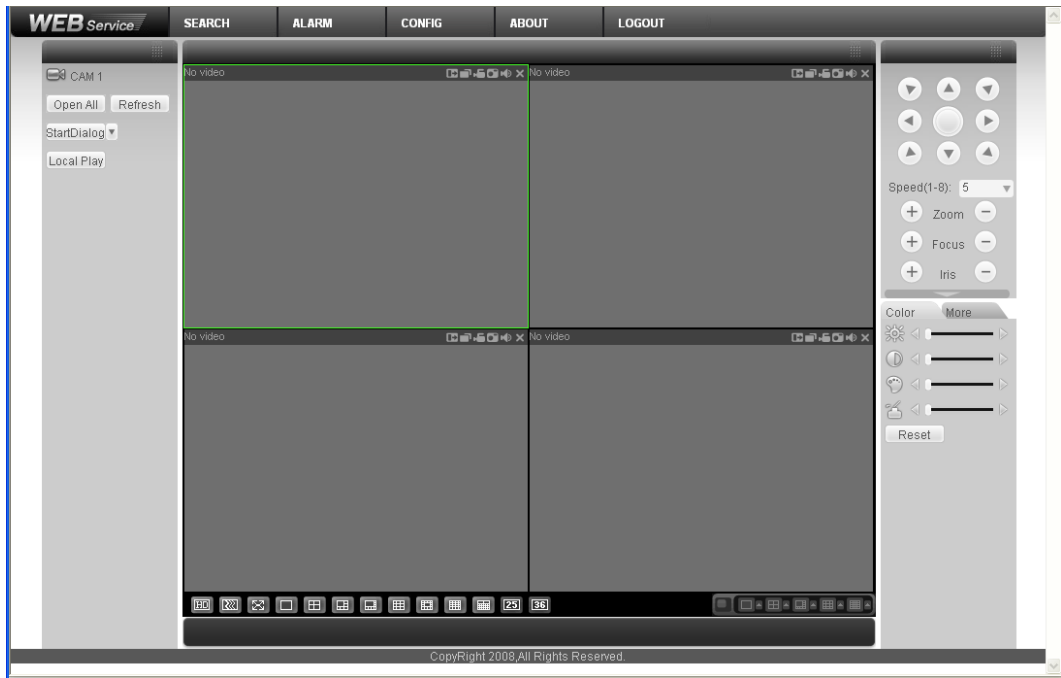 WEB Service
SEARCH ALARM CONFIG ABOUT LOGOUT
CAM 1
Open All Refresh
StartDialog
Local Play
No video
No video
No video
No video
HD
25 36
Speed(1-8): 5
+ Zoom −
+ Focus −
+ Iris −
Color More
Reset
CopyRight 2008,All Rights Reserved.